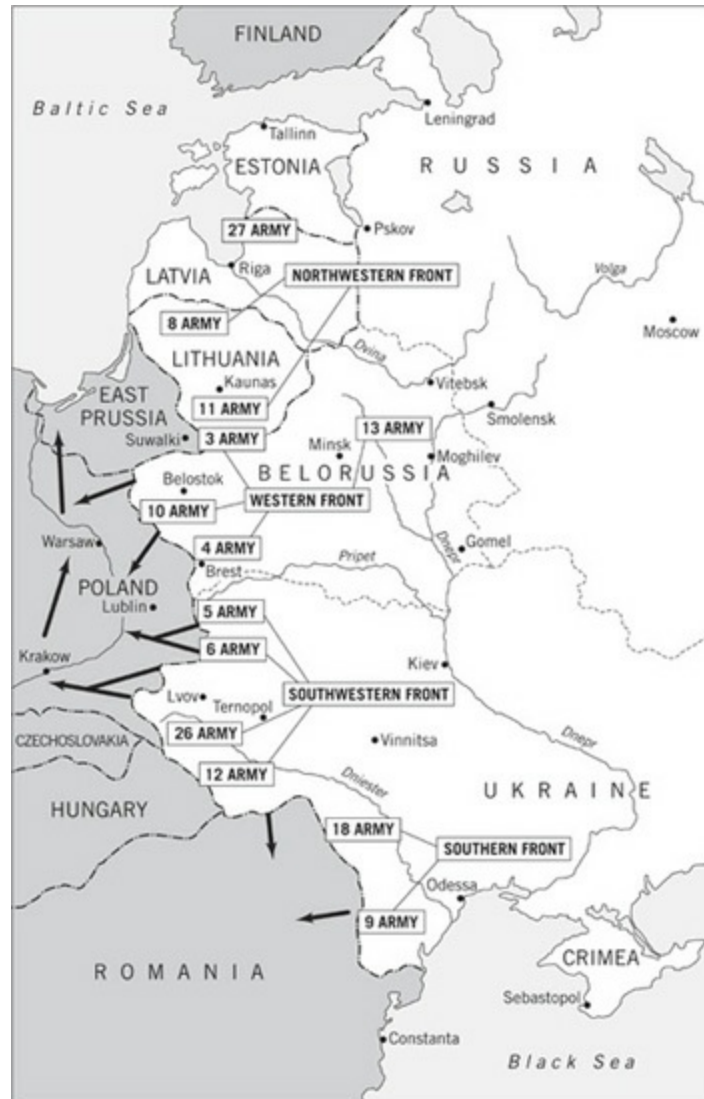 FINLAND
Baltic Sea
Leningrad
Tallinn
ESTONIA
RUSSIA
27 ARMY
Pskov
Riga
NORTHWESTERN FRONT
Volga
LATVIA
8 ARMY
Moscow
Dvina
LITHUANIA
Kaunas
Vitebsk
EAST
PRUSSIA
11 ARMY
Smolensk
Suwalki
3 ARMY
13 ARMY
Minsk
Moghilev
BELORUSSIA
Belostok
WESTERN FRONT
10 ARMY
Dnepr
Warsaw
4 ARMY
Gomel
Brest
Pripet
POLAND
Lublin
5 ARMY
6 ARMY
Krakow
Kiev
Lvov
Ternopol
SOUTHWESTERN FRONT
26 ARMY
Vinnitsa
Dnepr
CZECHOSLOVAKIA
12 ARMY
Dniester
UKRAINE
HUNGARY
18 ARMY
SOUTHERN FRONT
Odessa
9 ARMY
ROMANIA
CRIMEA
Sebastopol
Constanta
Black Sea